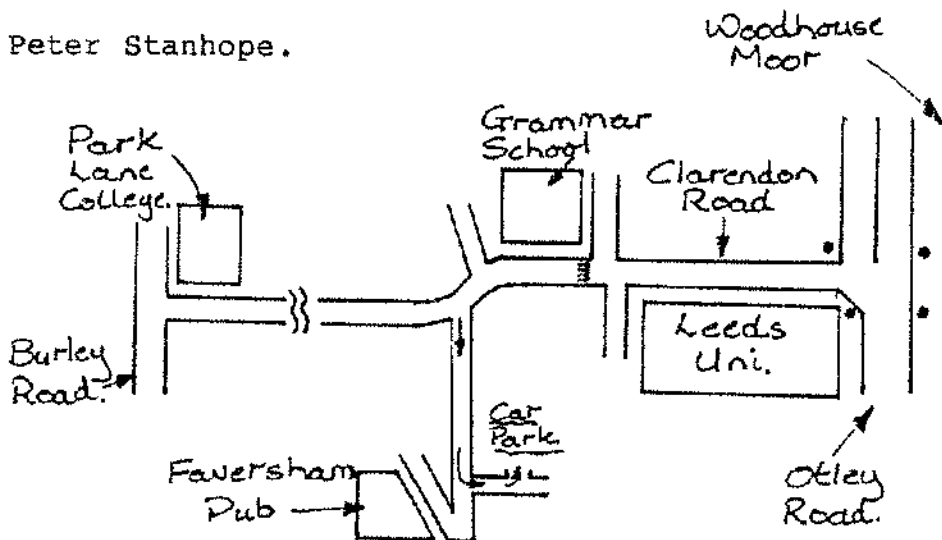 Peter Stanhope.
Woodhouse
Moor
Park
Lane
College.
Grammar
School
Clarendon
Road
Leeds
Uni.
Burley
Road.
Car
Park
Faversham
Pub
Otley
Road.